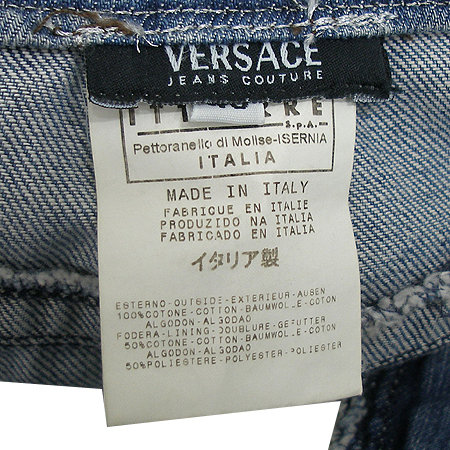 VERSACE
JEANS COUTURE
S.p.A.
Pettoranello di Molise-ISERNIA
ITALIA
MADE IN ITALY
FABRIQUE EN ITALIE
PRODUZIDO NA ITALIA
FABRICADO EN ITALIA
イタリア製
ESTERNO-OUTSIDE-EXTERIEUR-AUSEN
100%COTONE-COTTON-BAUMWOLLE-COTON
ALGODON-ALGODAO
FODERA-LINING-DOUBLURE-GEFUTTER
50%COTONE-COTTON-BAUMWOLLE-COTON
ALGODON-ALGODAO
50%POLIESTERE-POLYESTER-POLIESTER